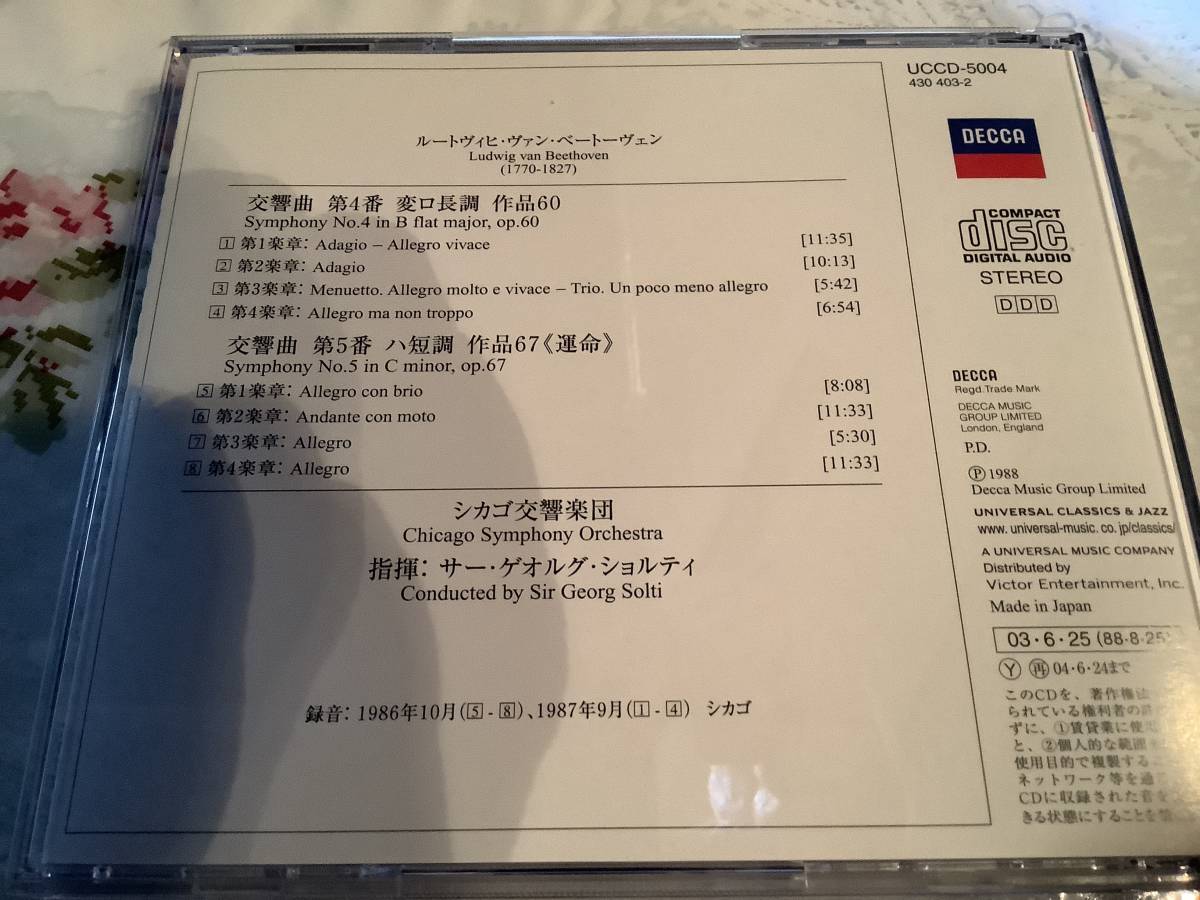 ルートヴィヒ・ヴァン・ベートーヴェン
Ludwig van Beethoven
(1770-1827)
交響曲 第4番 変ロ長調 作品60
Symphony No.4 in B flat major, op.60
1 第1楽章: Adagio – Allegro vivace [11:35]
2 第2楽章: Adagio [10:13]
3 第3楽章: Menuetto. Allegro molto e vivace – Trio. Un poco meno allegro [5:42]
4 第4楽章: Allegro ma non troppo [6:54]
交響曲 第5番 ハ短調 作品67《運命》
Symphony No.5 in C minor, op.67
5 第1楽章: Allegro con brio [8:08]
6 第2楽章: Andante con moto [11:33]
7 第3楽章: Allegro [5:30]
8 第4楽章: Allegro [11:33]
シカゴ交響楽団
Chicago Symphony Orchestra
指揮: サー・ゲオルグ・ショルティ
Conducted by Sir Georg Solti
録音: 1986年10月(5 - 8)、1987年9月(1 - 4) シカゴ
UCCD-5004
430 403-2
DECCA
COMPACT
disc
DIGITAL AUDIO
STEREO
DDD
DECCA
Regd. Trade Mark
DECCA MUSIC
GROUP LIMITED
London, England
P.D.
Ⓟ1988
Decca Music Group Limited
UNIVERSAL CLASSICS & JAZZ
www.universal-music.co.jp/classics/
A UNIVERSAL MUSIC COMPANY
Distributed by
Victor Entertainment, Inc.
Made in Japan
03・6・25 (88・8・25)
Ⓨ 再 04・6・24まで
このCDを、著作権法
られている権利者の許
ずに、①賃貸業に使
と、②個人的な範囲
使用目的で複製する
ネットワーク等を通
CDに収録された音を
きる状態にすることを禁